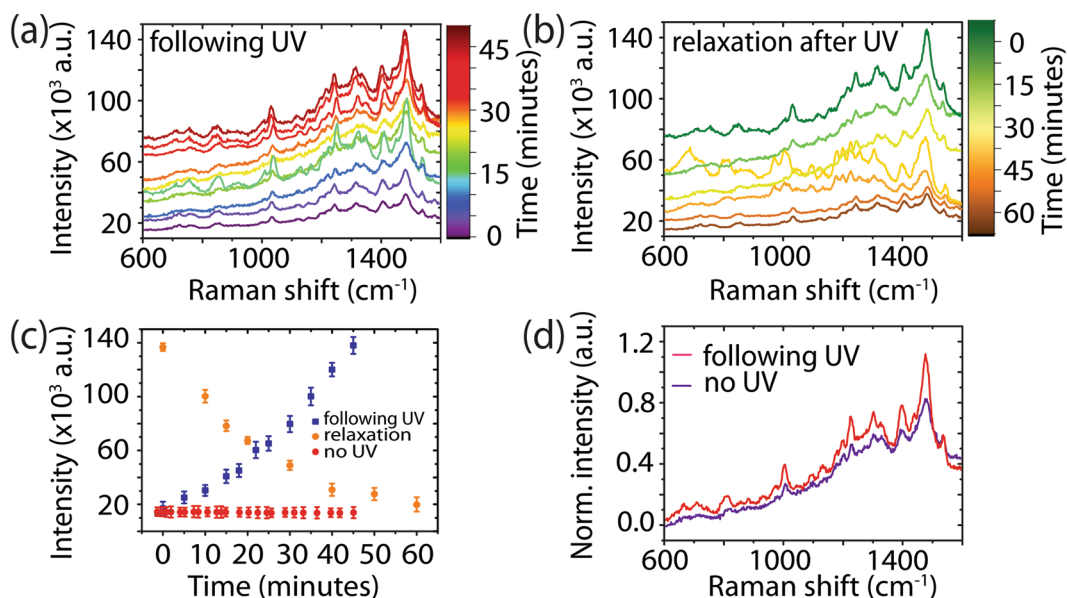 (a)
following UV
Intensity (x10³ a.u.)
140
100
60
20
600
1000
1400
Raman shift (cm⁻¹)
45
30
15
0
Time (minutes)
(b)
relaxation after UV
Intensity (x10³ a.u.)
140
100
60
20
600
1000
1400
Raman shift (cm⁻¹)
0
15
30
45
60
Time (minutes)
(c)
Intensity (x10³ a.u.)
140
100
60
20
following UV
relaxation
no UV
0 10 20 30 40 50 60
Time (minutes)
(d)
Norm. intensity (a.u.)
1.2
0.8
0.4
0.0
following UV
no UV
600
1000
1400
Raman shift (cm⁻¹)